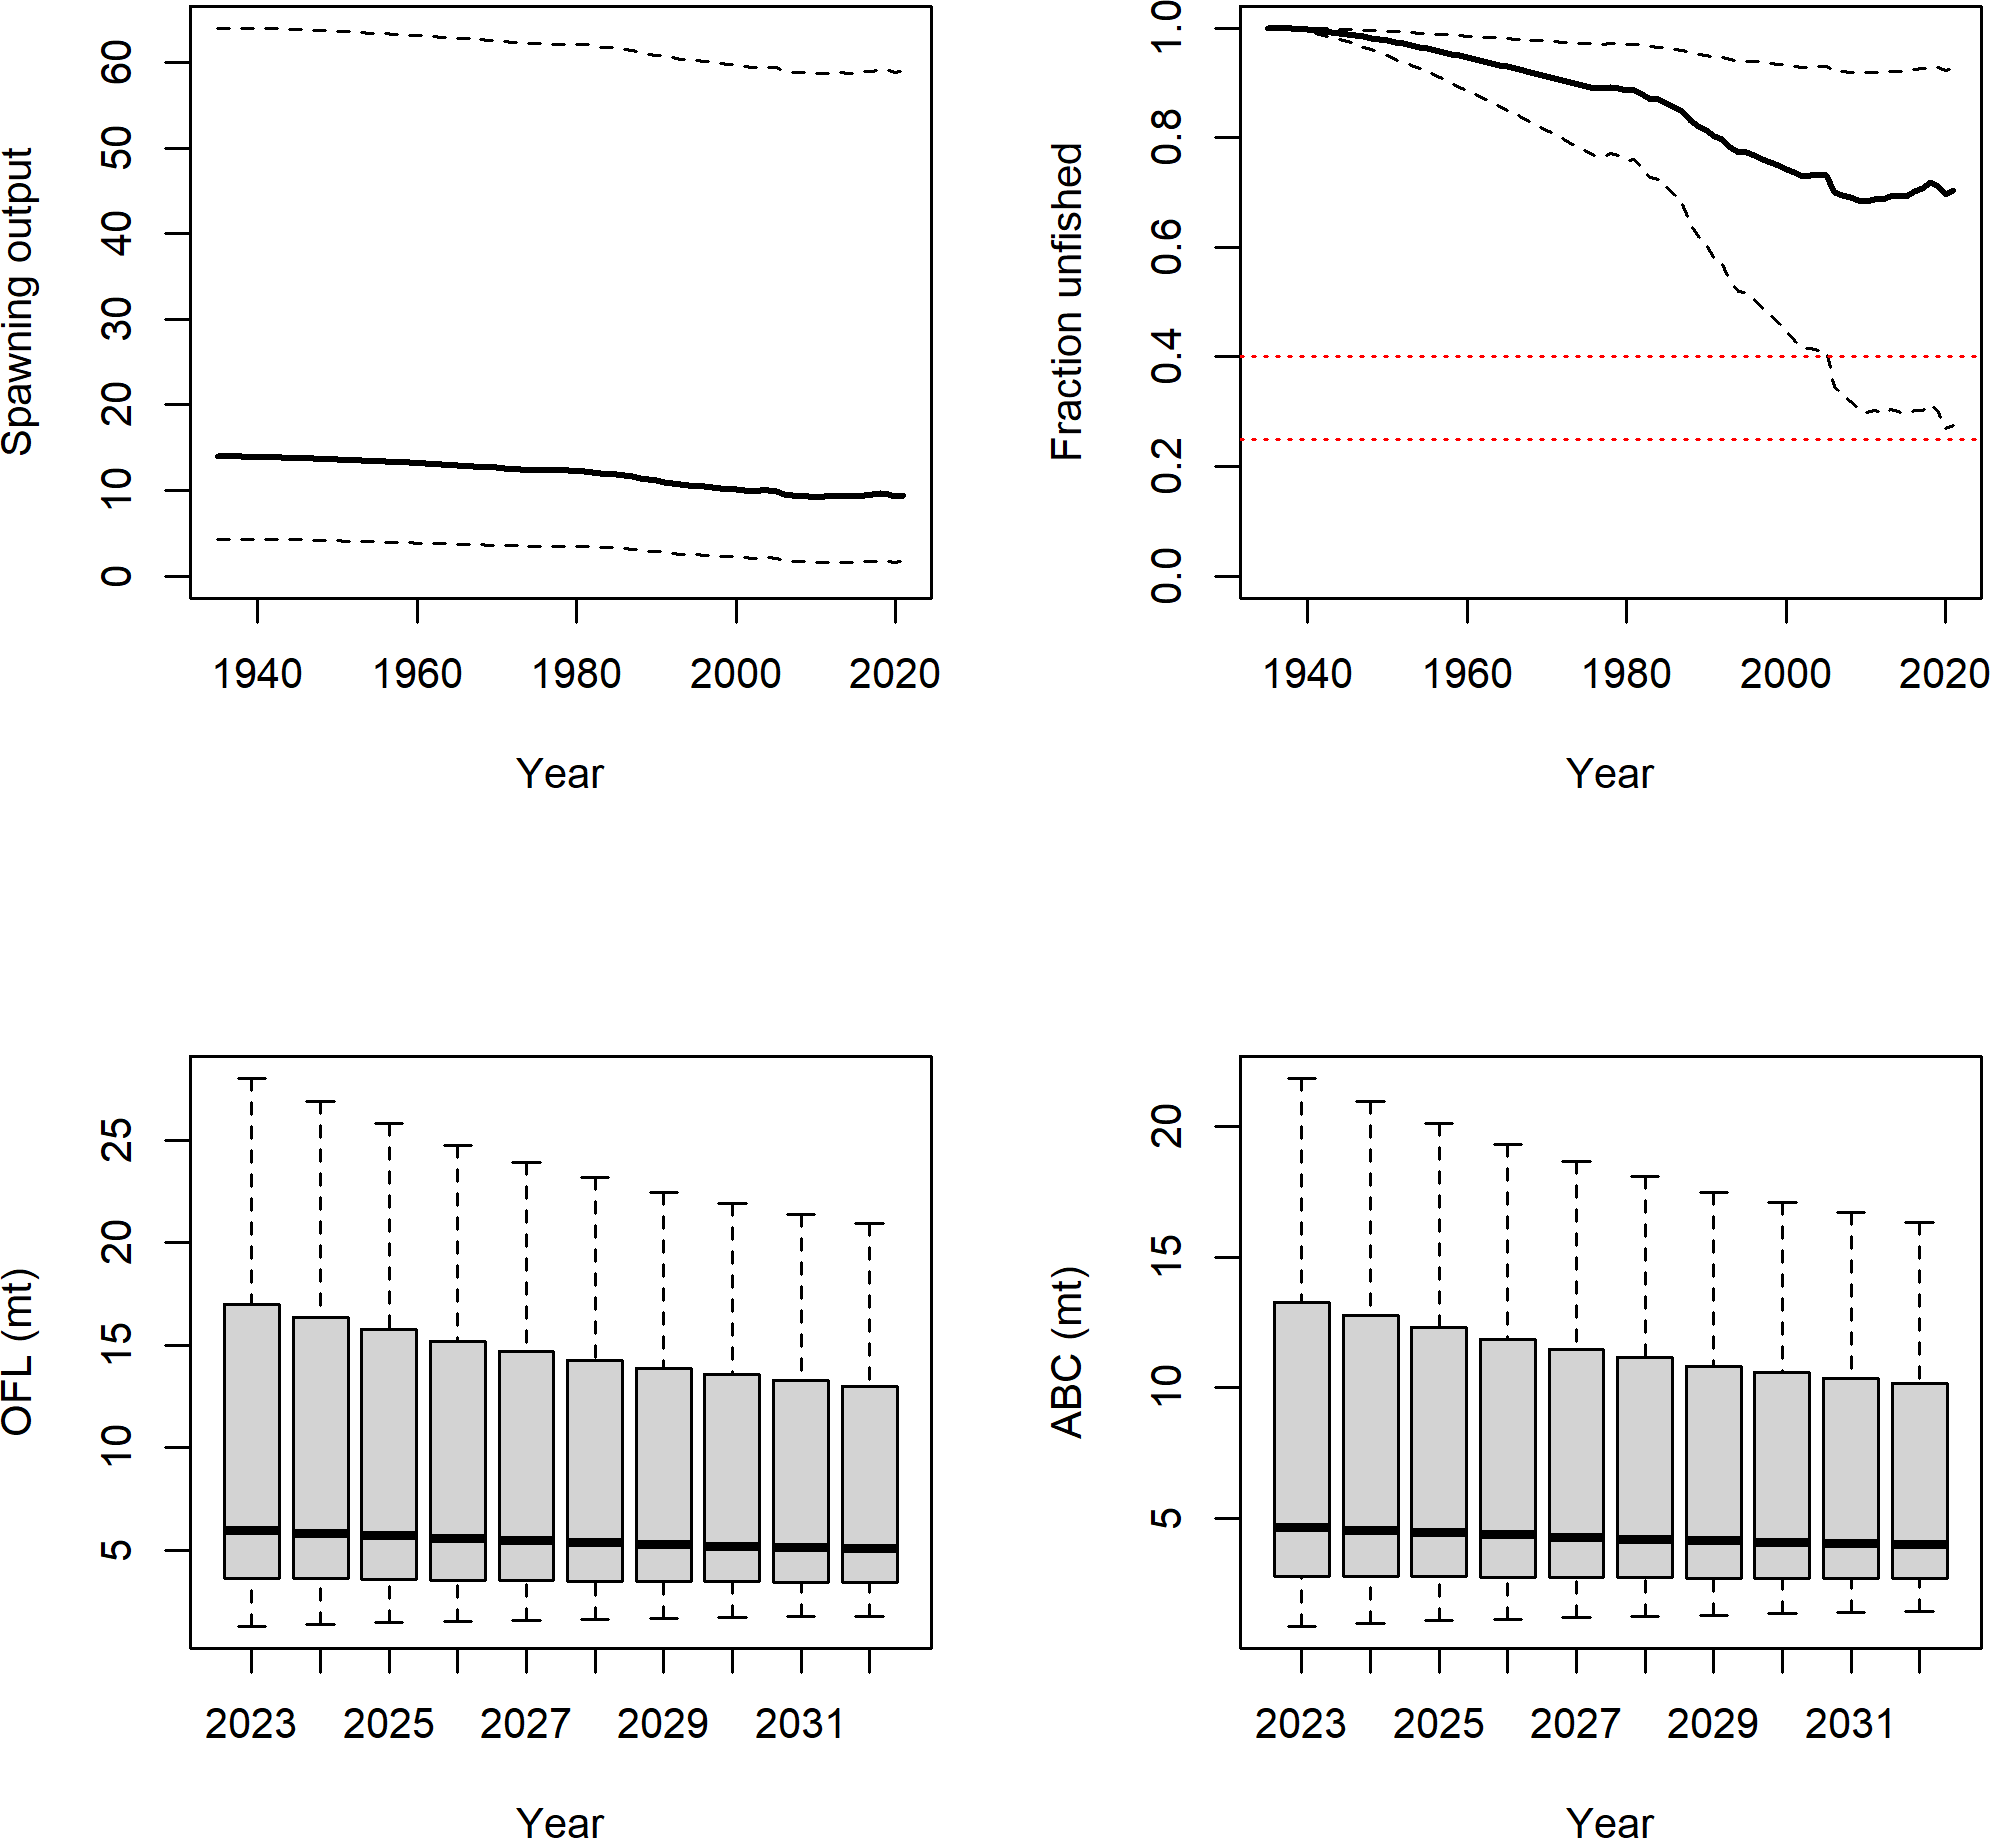 Spawning output
60
50
40
30
20
10
0
1940 1960 1980 2000 2020
Year
Fraction unfished
1.0
0.8
0.6
0.4
0.2
0.0
1940 1960 1980 2000 2020
Year
OFL (mt)
25
20
15
10
5
2023 2025 2027 2029 2031
Year
ABC (mt)
20
15
10
5
2023 2025 2027 2029 2031
Year